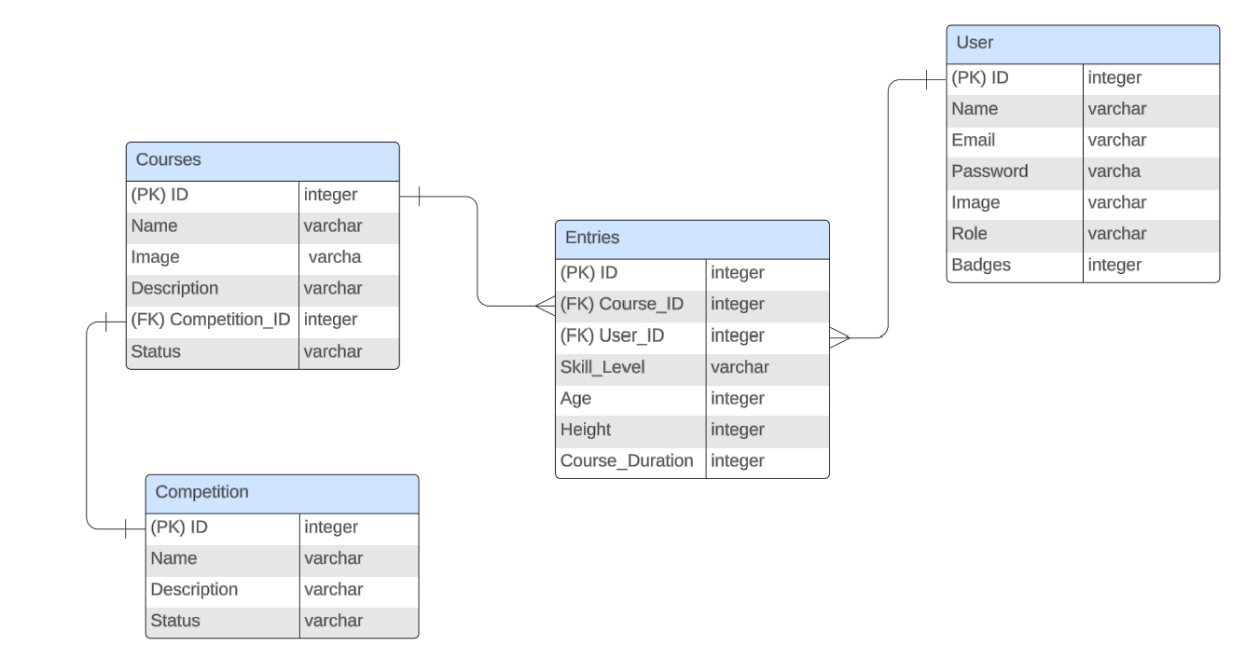 User
(PK) ID integer
Name varchar
Email varchar
Password varcha
Image varchar
Role varchar
Badges integer
Courses
(PK) ID integer
Name varchar
Image varcha
Description varchar
(FK) Competition_ID integer
Status varchar
Entries
(PK) ID integer
(FK) Course_ID integer
(FK) User_ID integer
Skill_Level varchar
Age integer
Height integer
Course_Duration integer
Competition
(PK) ID integer
Name varchar
Description varchar
Status varchar